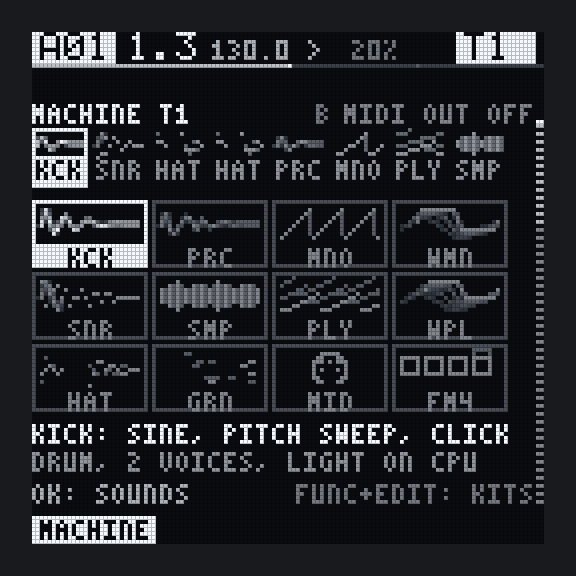 A01 1.3 130.0 > 20% T1
MACHINE T1 B MIDI OUT OFF
KCK SNR HAT HAT PRC MNO PLY SMP
KCK PRC MNO WMN
SNR SMP PLY WPL
HAT GRN MID FM4
KICK: SINE, PITCH SWEEP, CLICK
DRUM, 2 VOICES, LIGHT ON CPU
OK: SOUNDS FUNC+EDIT: KITS
MACHINE